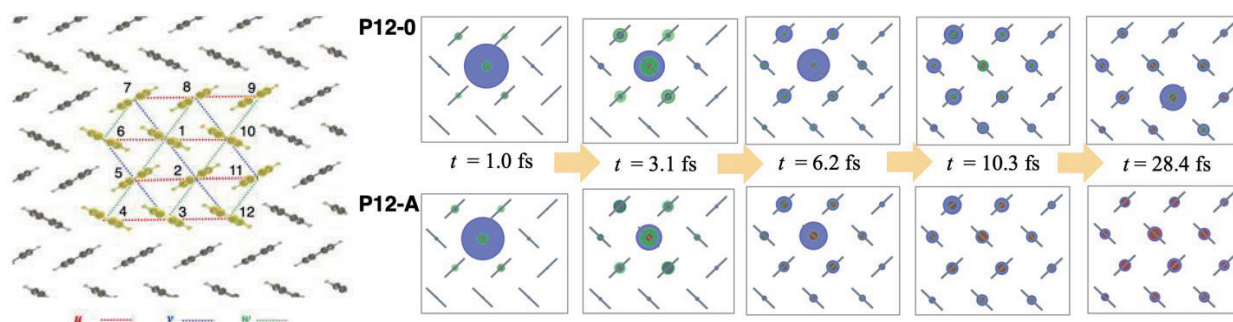 P12-0
7 8 9
6 1 10
5 2 11
4 3 12
u v w
t = 1.0 fs t = 3.1 fs t = 6.2 fs t = 10.3 fs t = 28.4 fs
P12-A